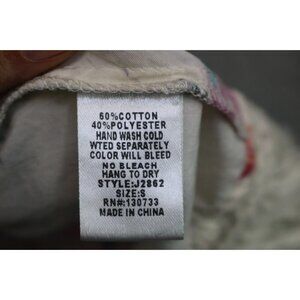 60%COTTON
40%POLYESTER
HAND WASH COLD
WTED SEPARATELY
COLOR WILL BLEED
NO BLEACH
HANG TO DRY
STYLE:J2862
SIZE:S
RN#:130733
MADE IN CHINA